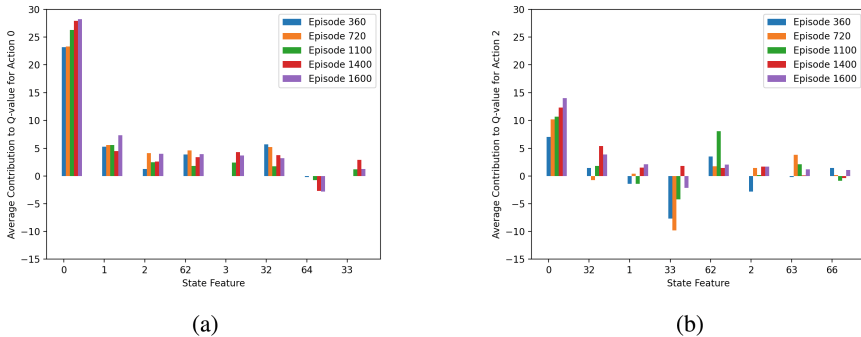 Average Contribution to Q-value for Action 0
30
25
20
15
10
5
0
−5
−10
−15
0 1 2 62 3 32 64 33
State Feature
Episode 360
Episode 720
Episode 1100
Episode 1400
Episode 1600
(a)
Average Contribution to Q-value for Action 2
30
25
20
15
10
5
0
−5
−10
−15
0 32 1 33 62 2 63 66
State Feature
Episode 360
Episode 720
Episode 1100
Episode 1400
Episode 1600
(b)